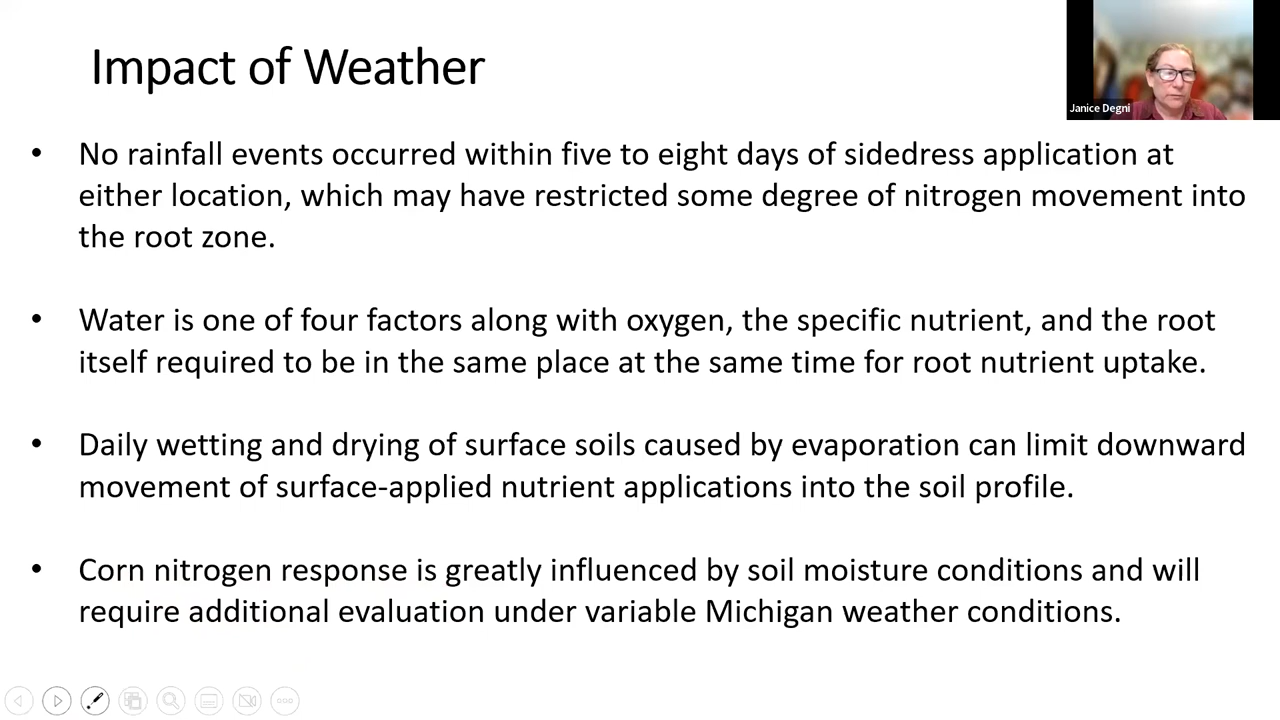 Impact of Weather
Janice Degni
• No rainfall events occurred within five to eight days of sidedress application at
either location, which may have restricted some degree of nitrogen movement into
the root zone.
• Water is one of four factors along with oxygen, the specific nutrient, and the root
itself required to be in the same place at the same time for root nutrient uptake.
• Daily wetting and drying of surface soils caused by evaporation can limit downward
movement of surface-applied nutrient applications into the soil profile.
• Corn nitrogen response is greatly influenced by soil moisture conditions and will
require additional evaluation under variable Michigan weather conditions.